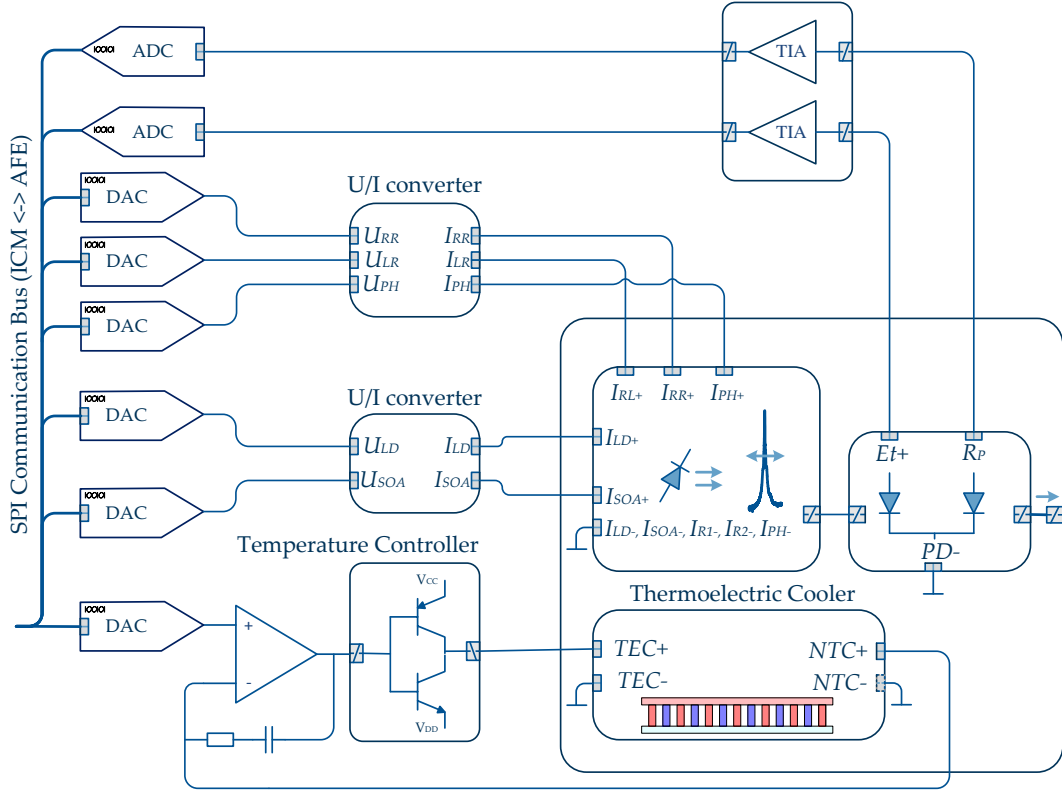 SPI Communication Bus (ICM <-> AFE)
ADC
TIA
ADC
TIA
DAC
U/I converter
URR IRR
DAC
ULR ILR
UPH IPH
DAC
IRL+ IRR+ IPH+
DAC
U/I converter
ULD ILD
ILD+
Et+ RP
USOA ISOA
ISOA+
DAC
ILD-, ISOA-, IR1-, IR2-, IPH-
PD-
Temperature Controller
VCC
Thermoelectric Cooler
DAC
+
-
TEC+ NTC+
TEC- NTC-
VDD